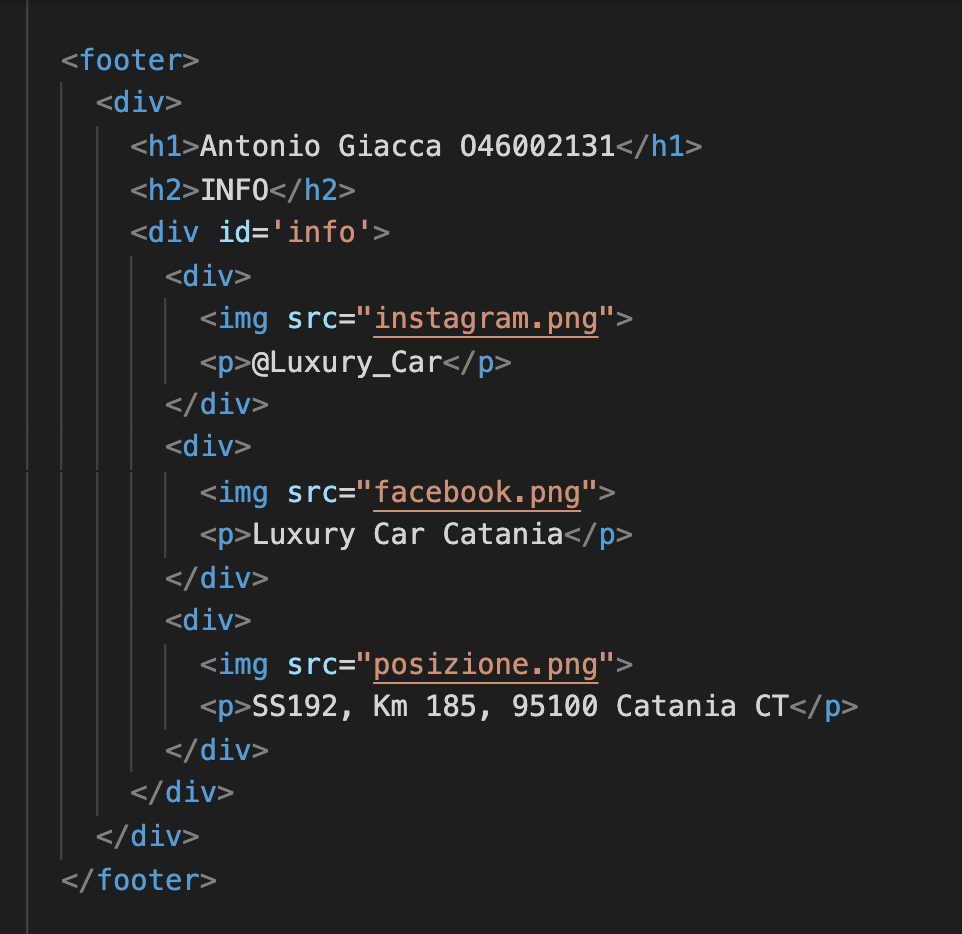 <footer>
<div>
<h1>Antonio Giacca O46002131</h1>
<h2>INFO</h2>
<div id='info'>
<div>
<img src="instagram.png">
<p>@Luxury_Car</p>
</div>
<div>
<img src="facebook.png">
<p>Luxury Car Catania</p>
</div>
<div>
<img src="posizione.png">
<p>SS192, Km 185, 95100 Catania CT</p>
</div>
</div>
</div>
</footer>